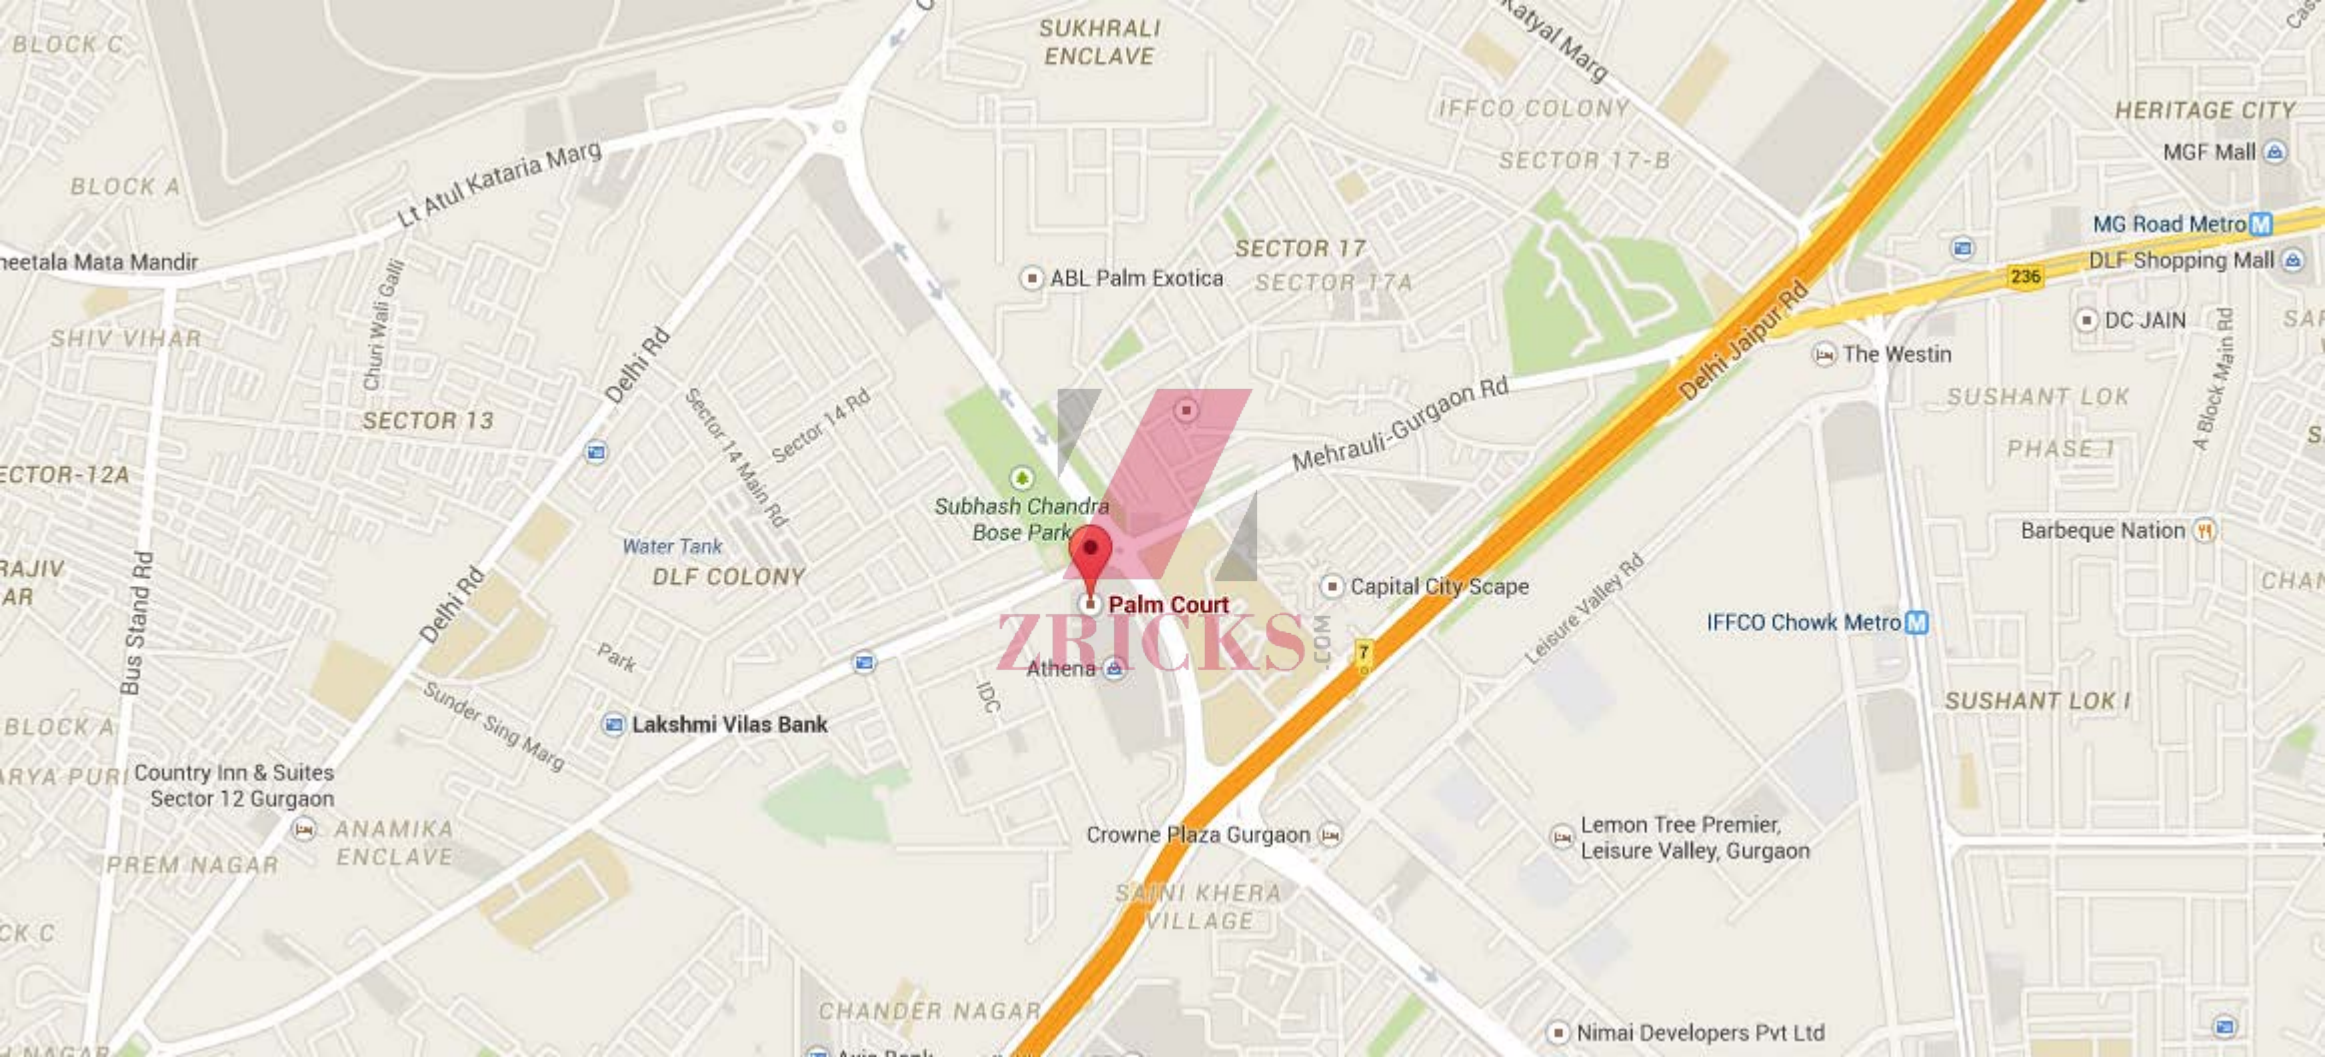 BLOCK C
SUKHRALI
ENCLAVE
Katyal Marg
IFFCO COLONY
HERITAGE CITY
MGF Mall
SECTOR 17-B
Lt Atul Kataria Marg
BLOCK A
MG Road Metro M
SECTOR 17
DLF Shopping Mall
heetala Mata Mandir
ABL Palm Exotica
SECTOR 17A
236
Churi Wali Galli
Delhi Jaipur Rd
DC JAIN
SHIV VIHAR
Delhi Rd
The Westin
A Block Main Rd
Mehrauli-Gurgaon Rd
SUSHANT LOK
PHASE 1
SECTOR 13
Sector 14 Rd
Sector 14 Main Rd
ECTOR-12A
Subhash Chandra
Bose Park
Barbeque Nation
Water Tank
DLF COLONY
RAJIV
AR
CHAN
Capital City Scape
Palm Court
Delhi Rd
Bus Stand Rd
Leisure Valley Rd
IFFCO Chowk Metro M
ZRICKS
.COM
7
Park
Athena
IDC
Sunder Sing Marg
SUSHANT LOK I
Lakshmi Vilas Bank
BLOCK A
ARYA PURI
Country Inn & Suites
Sector 12 Gurgaon
ANAMIKA
ENCLAVE
Crowne Plaza Gurgaon
Lemon Tree Premier,
Leisure Valley, Gurgaon
PREM NAGAR
SAINI KHERA
VILLAGE
CK C
CHANDER NAGAR
Nimai Developers Pvt Ltd
NAGAR
Axis Bank